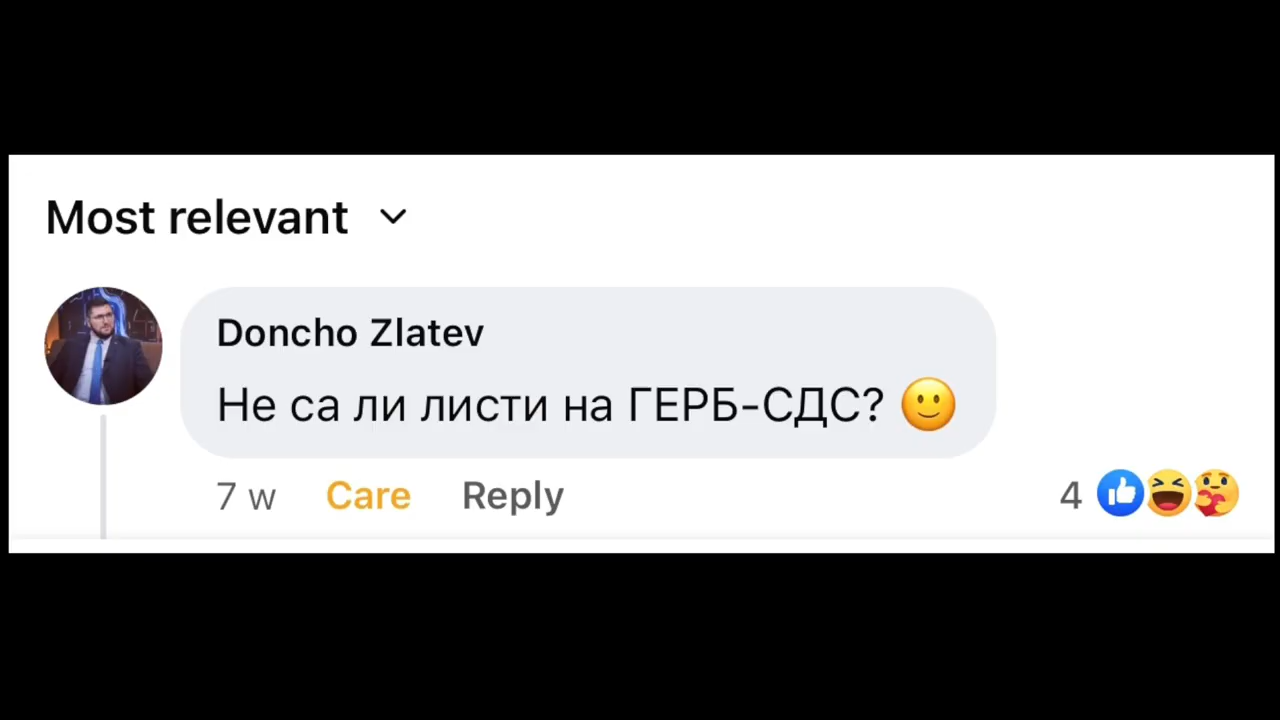 Most relevant
Doncho Zlatev
Не са ли листи на ГЕРБ-СДС? 🙂
7 w Care Reply 4